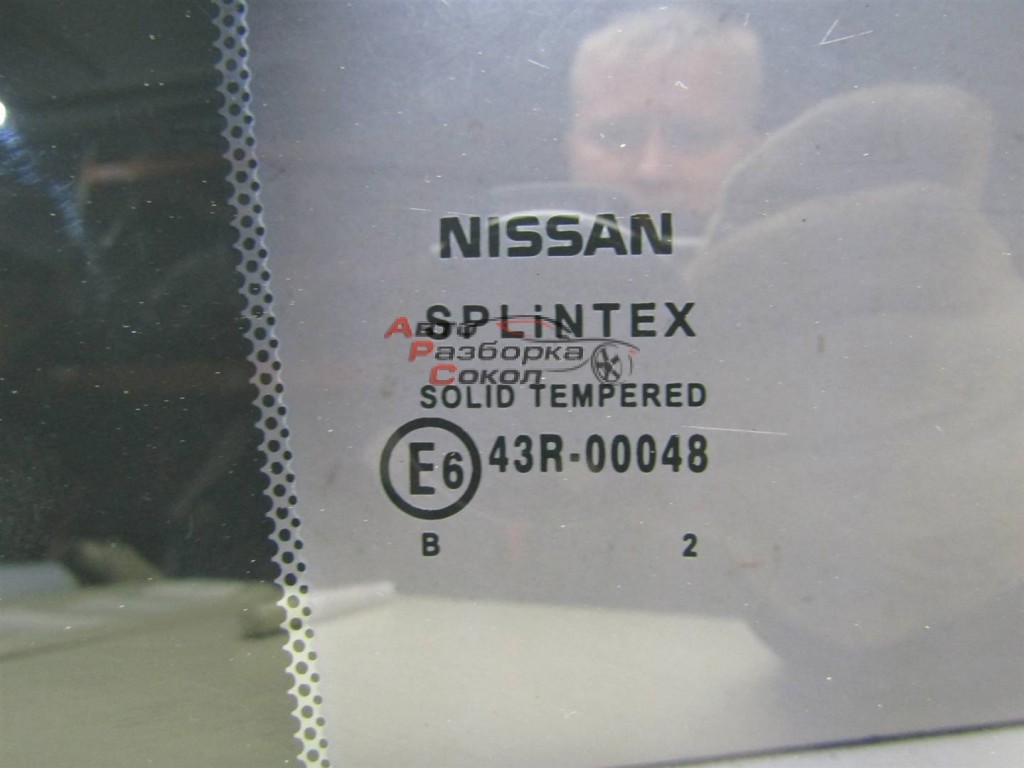 NISSAN
SPLiNTEX
Авто
Разборка
Сокол
SOLID TEMPERED
E6 43R-00048
B 2